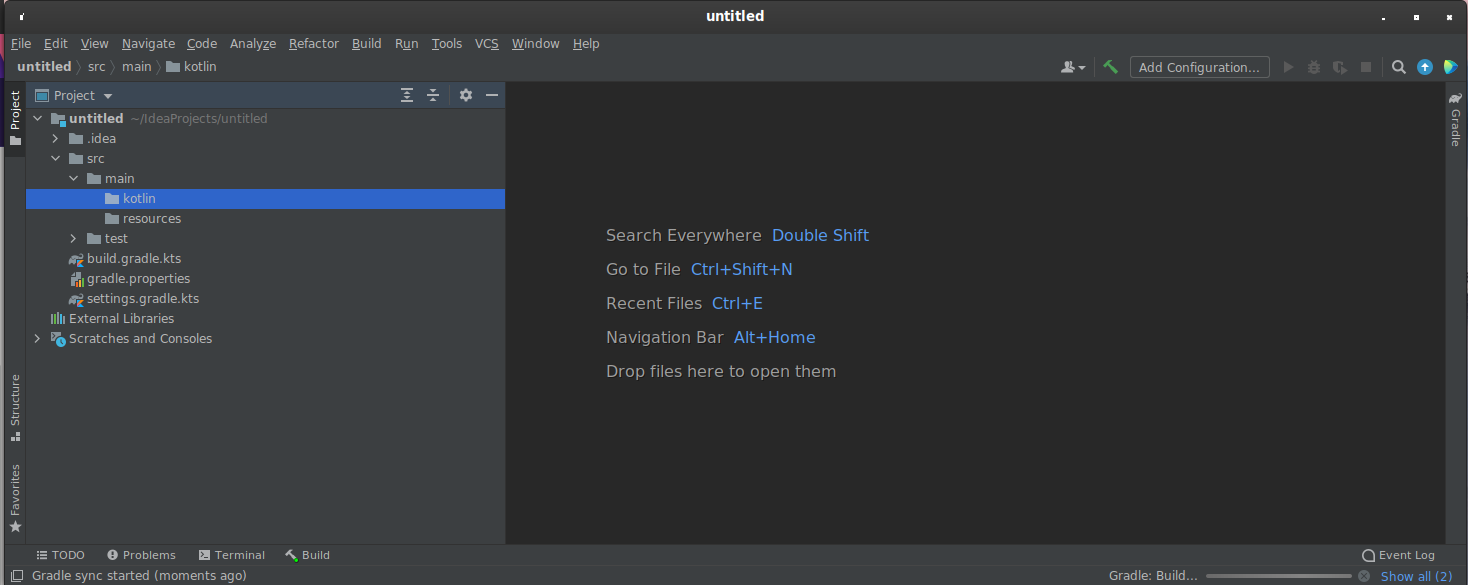 untitled
File Edit View Navigate Code Analyze Refactor Build Run Tools VCS Window Help
untitled src main kotlin
Add Configuration...
Project
Project
untitled ~/IdeaProjects/untitled
.idea
src
main
kotlin
resources
test
build.gradle.kts
gradle.properties
settings.gradle.kts
External Libraries
Scratches and Consoles
Structure
Favorites
Search Everywhere Double Shift
Go to File Ctrl+Shift+N
Recent Files Ctrl+E
Navigation Bar Alt+Home
Drop files here to open them
Gradle
TODO Problems Terminal Build Event Log
Gradle sync started (moments ago) Gradle: Build... Show all (2)